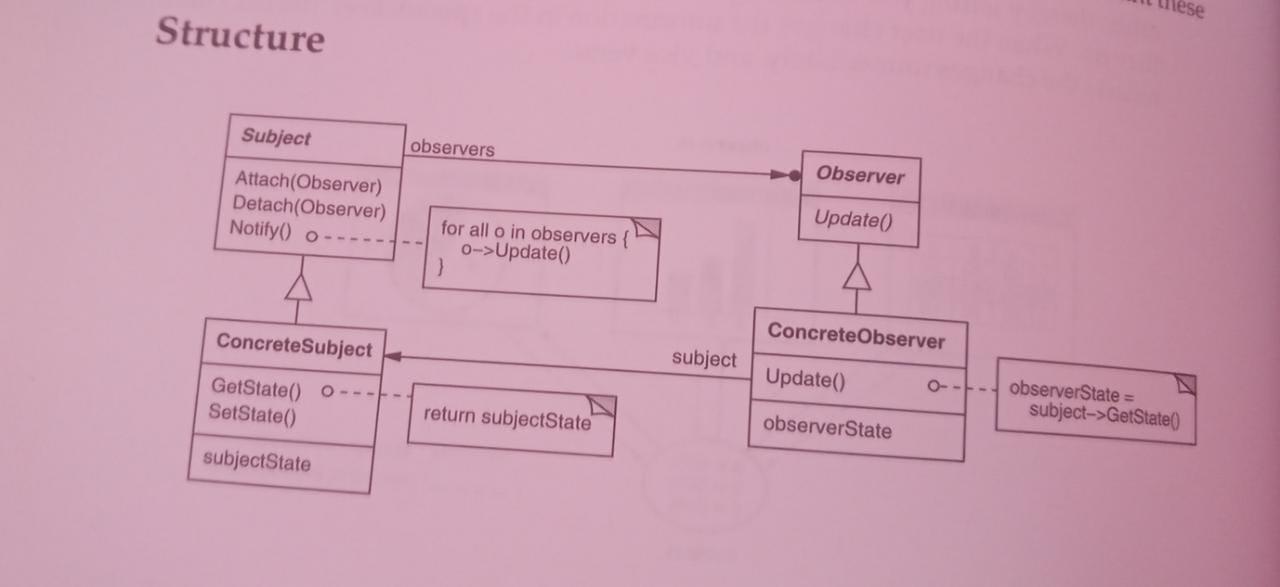 these
Structure
Subject
Attach(Observer)
Detach(Observer)
Notify()
observers
for all o in observers {
o->Update()
}
Observer
Update()
ConcreteSubject
GetState()
SetState()
subjectState
return subjectState
subject
ConcreteObserver
Update()
observerState
observerState =
subject->GetState()